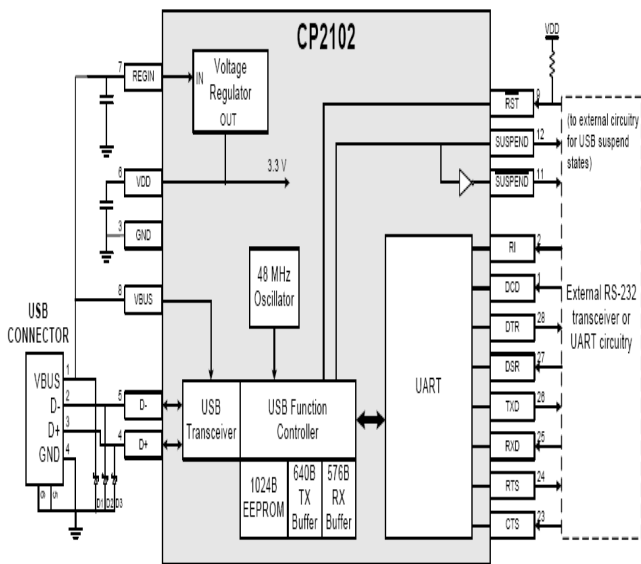 CP2102
VDD
7
REGIN
IN
Voltage
Regulator
OUT
9
RST
(to external circuitry
for USB suspend
states)
12
SUSPEND
11
SUSPEND
6
VDD
3.3 V
3
GND
2
RI
8
VBUS
48 MHz
Oscillator
1
DCD
External RS-232
transceiver or
UART circuitry
28
DTR
USB
CONNECTOR
27
DSR
UART
VBUS
1
D-
2
D+
3
GND
4
5
D-
4
D+
USB
Transceiver
USB Function
Controller
26
TXD
25
RXD
1024B
EEPROM
640B
TX
Buffer
576B
RX
Buffer
24
RTS
23
CTS
D1
D2
D3